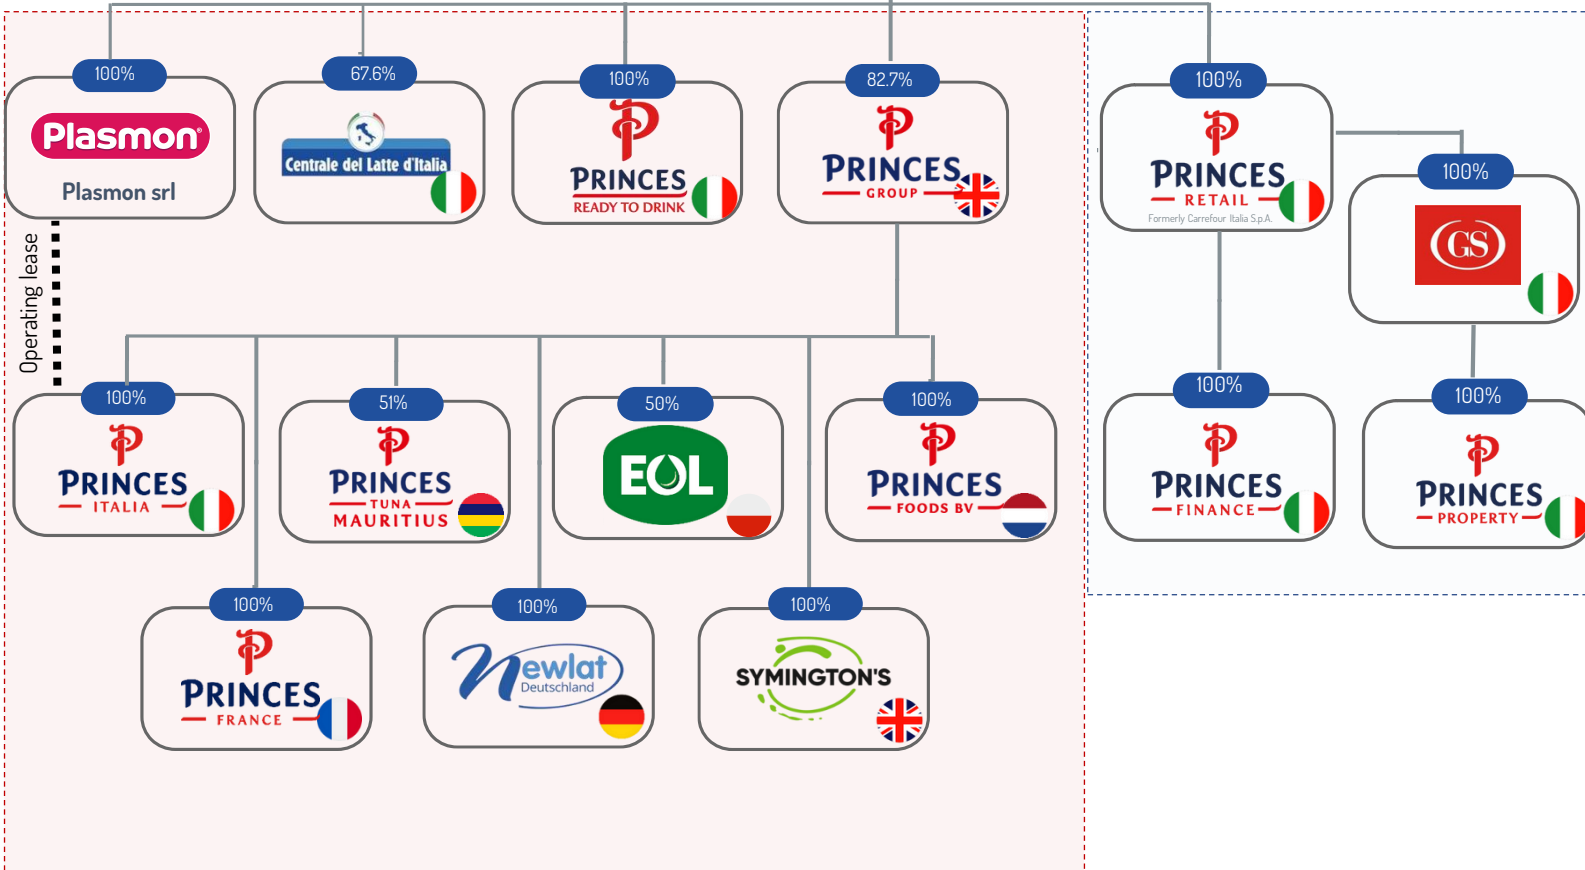 100%
67.6%
100%
82.7%
100%
Plasmon®
Plasmon srl
Centrale del Latte d'Italia
PRINCES
READY TO DRINK
PRINCES
GROUP
PRINCES
RETAIL
Formerly Carrefour Italia S.p.A.
100%
GS
Operating lease
100%
51%
50%
100%
100%
100%
PRINCES
ITALIA
PRINCES
TUNA
MAURITIUS
EOL
PRINCES
FOODS BV
PRINCES
FINANCE
PRINCES
PROPERTY
100%
100%
100%
PRINCES
FRANCE
Newlat
Deutschland
SYMINGTON'S